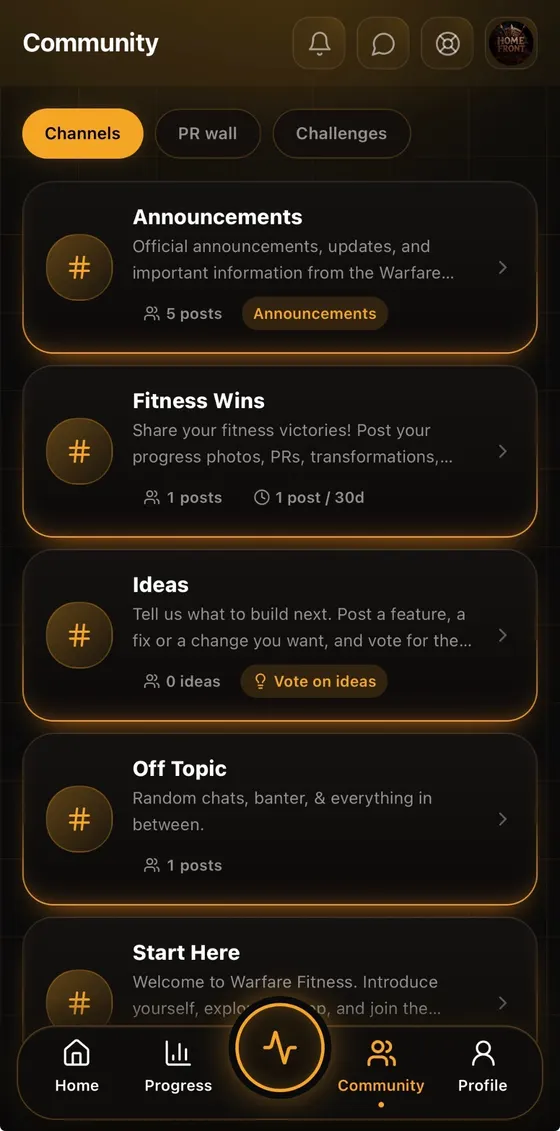 Community
HOME
FRONT
Channels
PR wall
Challenges
Announcements
Official announcements, updates, and
important information from the Warfare...
5 posts
Announcements
Fitness Wins
Share your fitness victories! Post your
progress photos, PRs, transformations,...
1 posts
1 post / 30d
Ideas
Tell us what to build next. Post a feature, a
fix or a change you want, and vote for the...
0 ideas
Vote on ideas
Off Topic
Random chats, banter, & everything in
between.
1 posts
Start Here
Welcome to Warfare Fitness. Introduce
yourself, and join the...
Home
Progress
Community
Profile